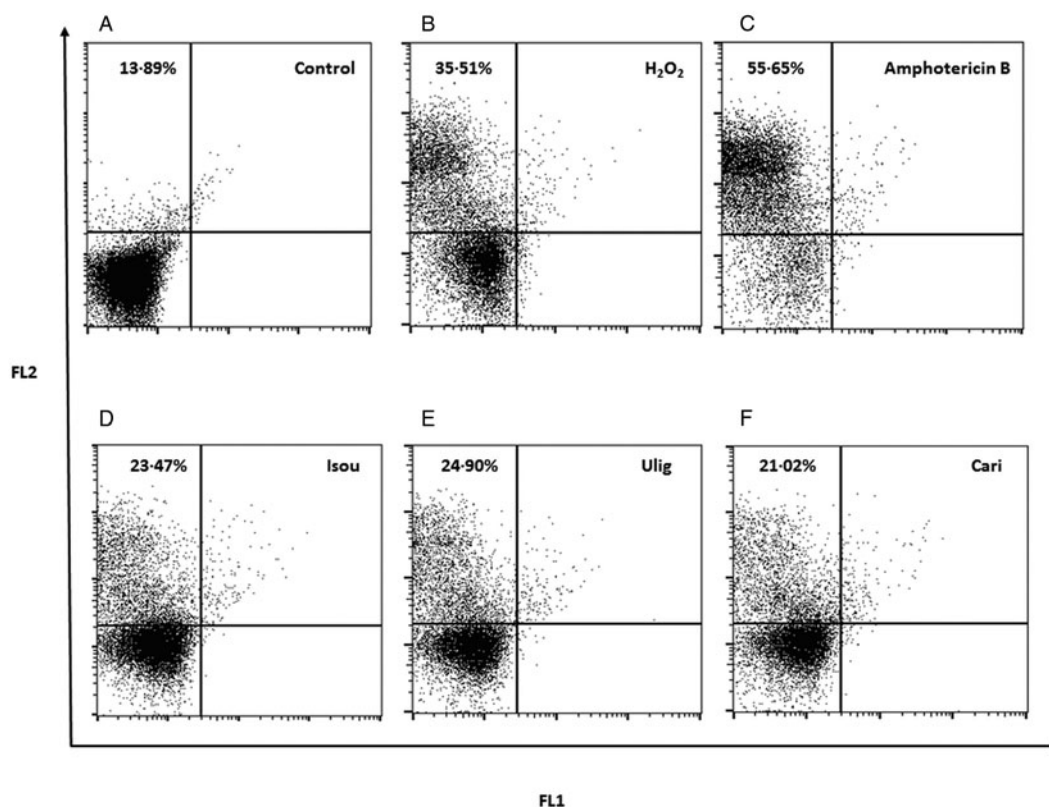 A
B
C
13·89%
Control
35·51%
H₂O₂
55·65%
Amphotericin B
FL2
D
E
F
23·47%
Isou
24·90%
Ulig
21·02%
Cari
FL1